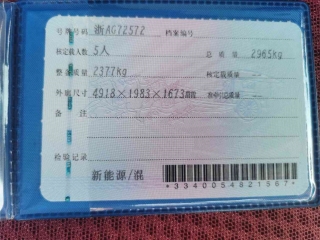 号牌号码 浙AG72572 档案编号
核定载人数 5人 总质量 2965kg
整备质量 2377kg 核定载质量 --
外廓尺寸 4918×1983×1673mm 准牵引总质量 --
备注
检验记录
新能源/混
*3340054821567*